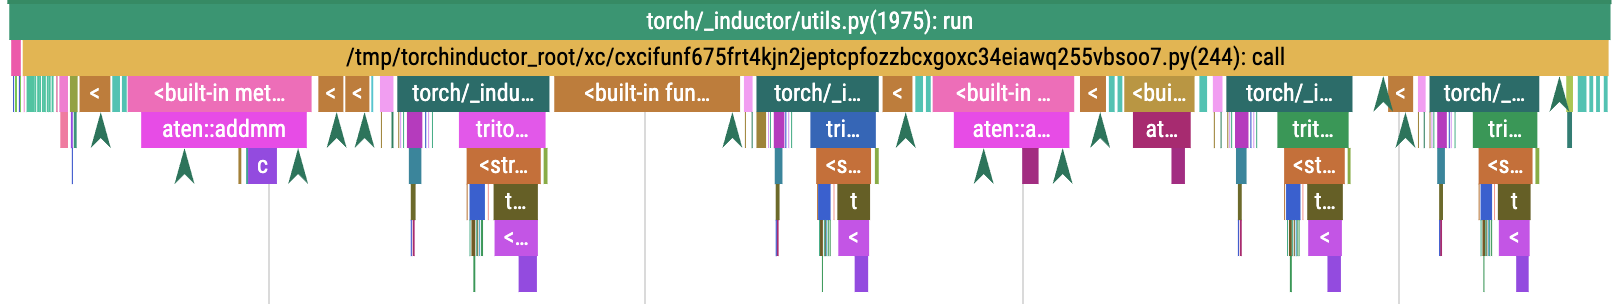 torch/_inductor/utils.py(1975): run
/tmp/torchinductor_root/xc/cxcifunf675frt4kjn2jeptcpfozzbcxgoxc34eiawq255vbsoo7.py(244): call
< <built-in met... < < torch/_indu... <built-in fun... torch/_i... < <built-in ... < <bui... torch/_i... < torch/_...
aten::addmm trito... tri... aten::a... at... trit... tri...
c <str... <s... <st... <s...
t... t t... t
<... < < <